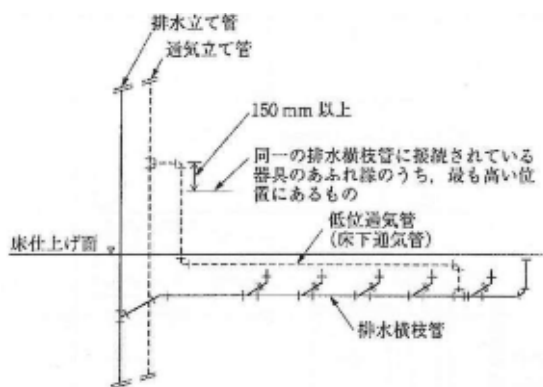 排水立て管
通気立て管
150 mm 以上
同一の排水横枝管に接続されている
器具のあふれ縁のうち，最も高い位
置にあるもの
低位通気管
(床下通気管)
床仕上げ面
排水横枝管